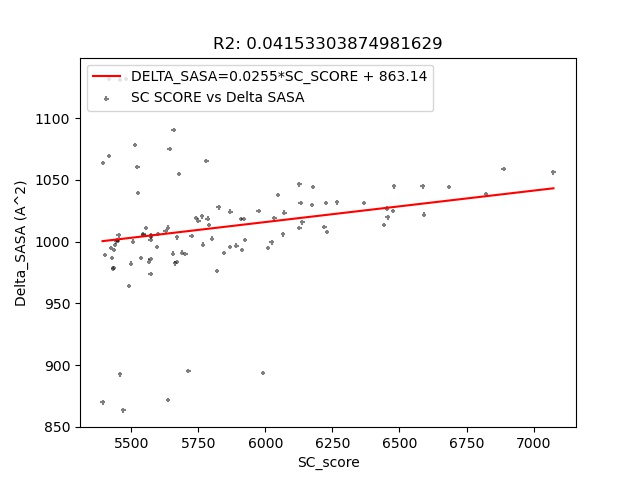 R2: 0.04153303874981629
DELTA_SASA=0.0255*SC_SCORE + 863.14
SC SCORE vs Delta SASA
1100
1050
1000
950
900
850
Delta_SASA (A^2)
5500 5750 6000 6250 6500 6750 7000
SC_score